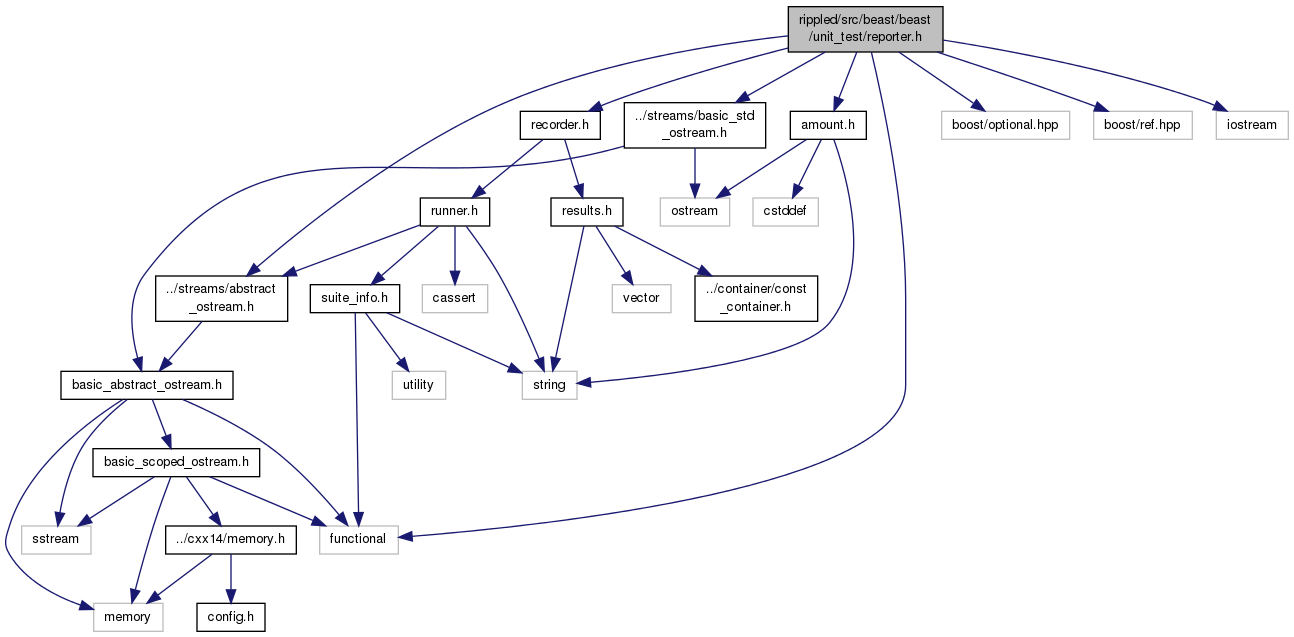 rippled/src/beast/beast
/unit_test/reporter.h
recorder.h
../streams/basic_std
_ostream.h
amount.h
boost/optional.hpp
boost/ref.hpp
iostream
runner.h
results.h
ostream
cstddef
../streams/abstract
_ostream.h
suite_info.h
cassert
vector
../container/const
_container.h
basic_abstract_ostream.h
utility
string
basic_scoped_ostream.h
sstream
../cxx14/memory.h
functional
memory
config.h